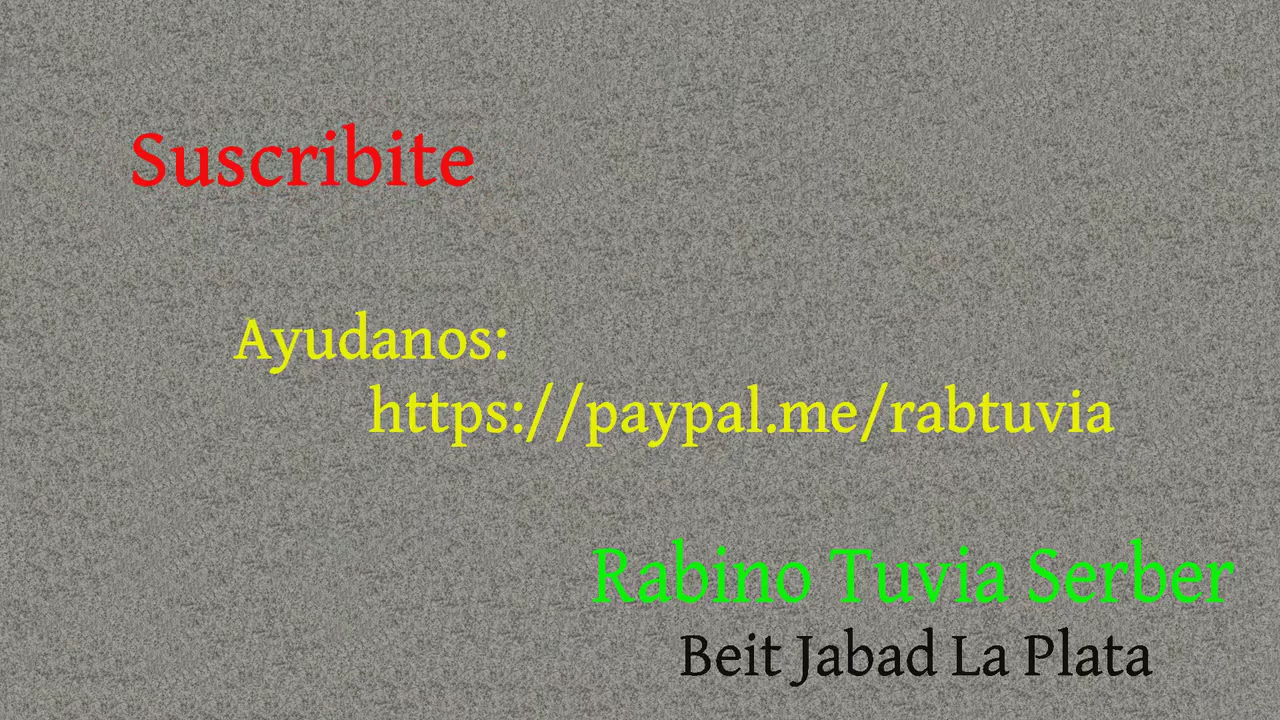 Suscribite
Ayudanos:
https://paypal.me/rabtuvia
Rabino Tuvia Serber
Beit Jabad La Plata